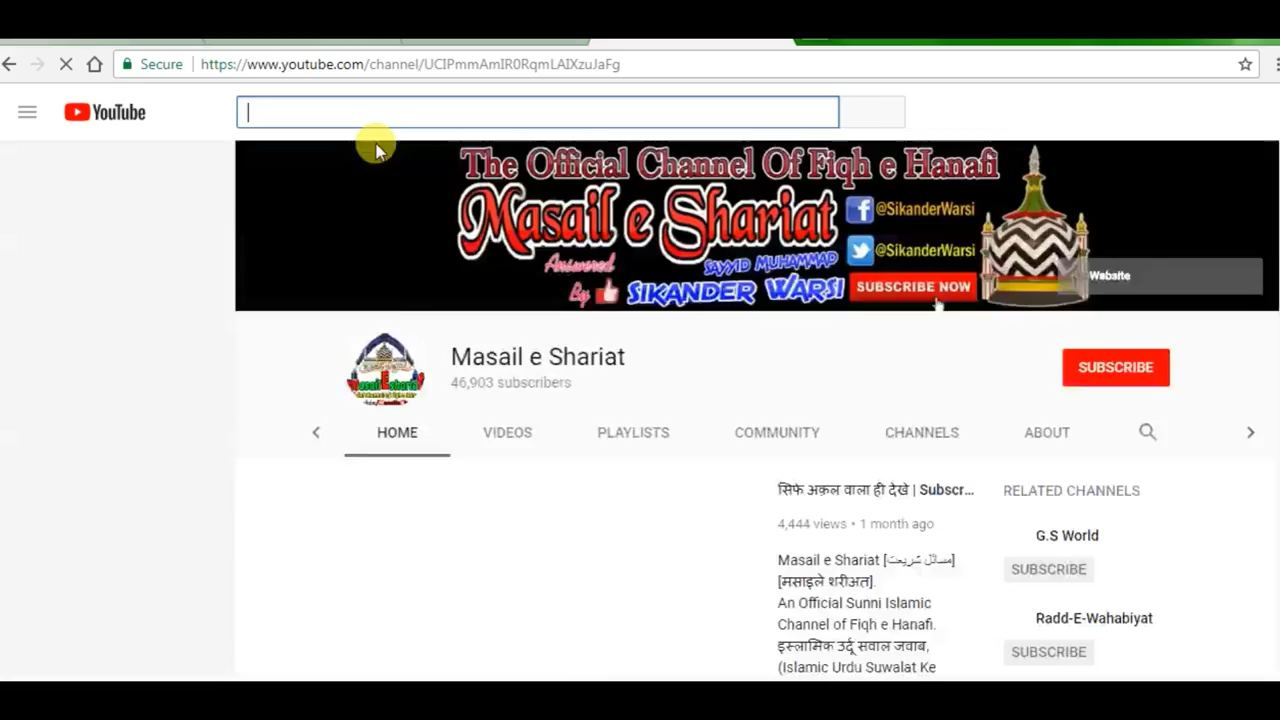 Secure https://www.youtube.com/channel/UCIPmmAmIR0RqmLAIXzuJaFg
YouTube
The Official Channel Of Fiqh e Hanafi
Masail e Shariat
@SikanderWarsi
@SikanderWarsi
Answered
By
SAYYID MUHAMMAD
SIKANDER WARSI
SUBSCRIBE NOW
Website
Masail e Shariat
46,903 subscribers
SUBSCRIBE
HOME VIDEOS PLAYLISTS COMMUNITY CHANNELS ABOUT
सिर्फ अक़ल वाला ही देखे | Subscr...
4,444 views • 1 month ago
Masail e Shariat [مسائل شریعت]
[मसाइले शरीअत].
An Official Sunni Islamic
Channel of Fiqh e Hanafi.
इस्लामिक उर्दू सवाल जवाब,
(Islamic Urdu Suwalat Ke
RELATED CHANNELS
G.S World
SUBSCRIBE
Radd-E-Wahabiyat
SUBSCRIBE